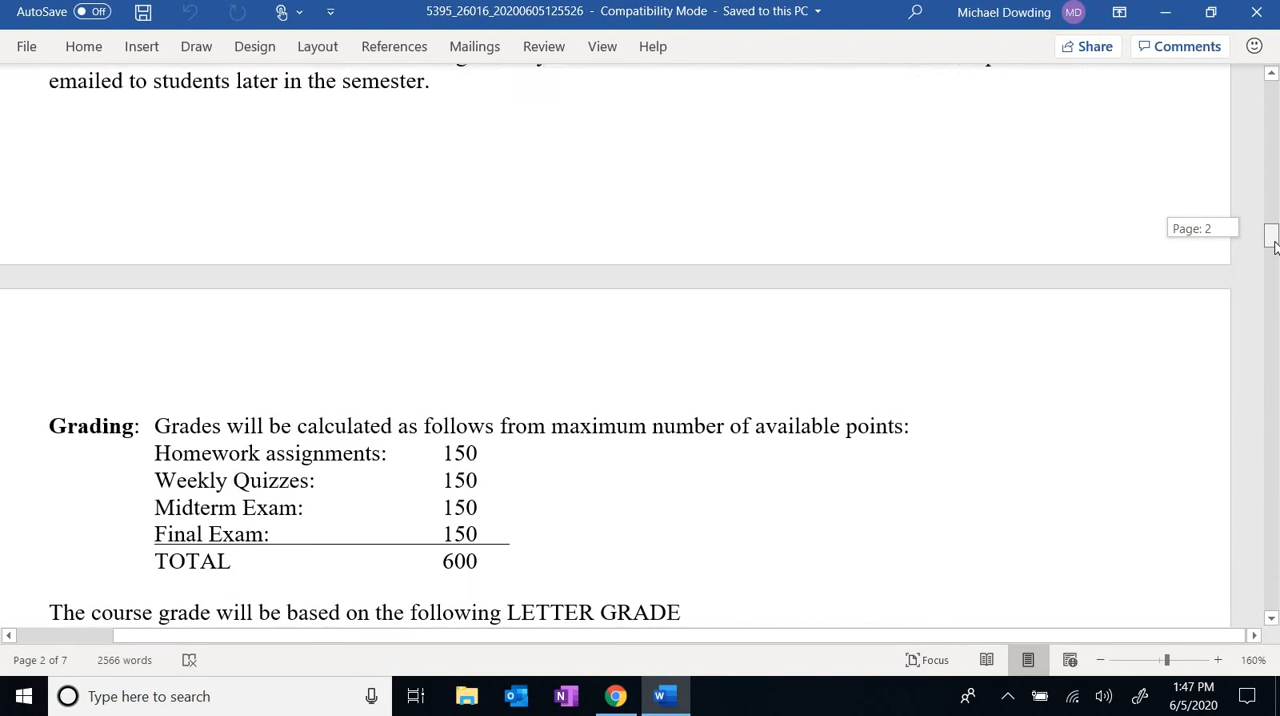 AutoSave Off 5395_26016_20200605125526 - Compatibility Mode - Saved to this PC Michael Dowding MD
File Home Insert Draw Design Layout References Mailings Review View Help Share Comments
emailed to students later in the semester.
Page: 2
Grading: Grades will be calculated as follows from maximum number of available points:
Homework assignments: 150
Weekly Quizzes: 150
Midterm Exam: 150
Final Exam: 150
TOTAL 600
The course grade will be based on the following LETTER GRADE
Page 2 of 7 2566 words Focus 160%
Type here to search 1:47 PM
6/5/2020